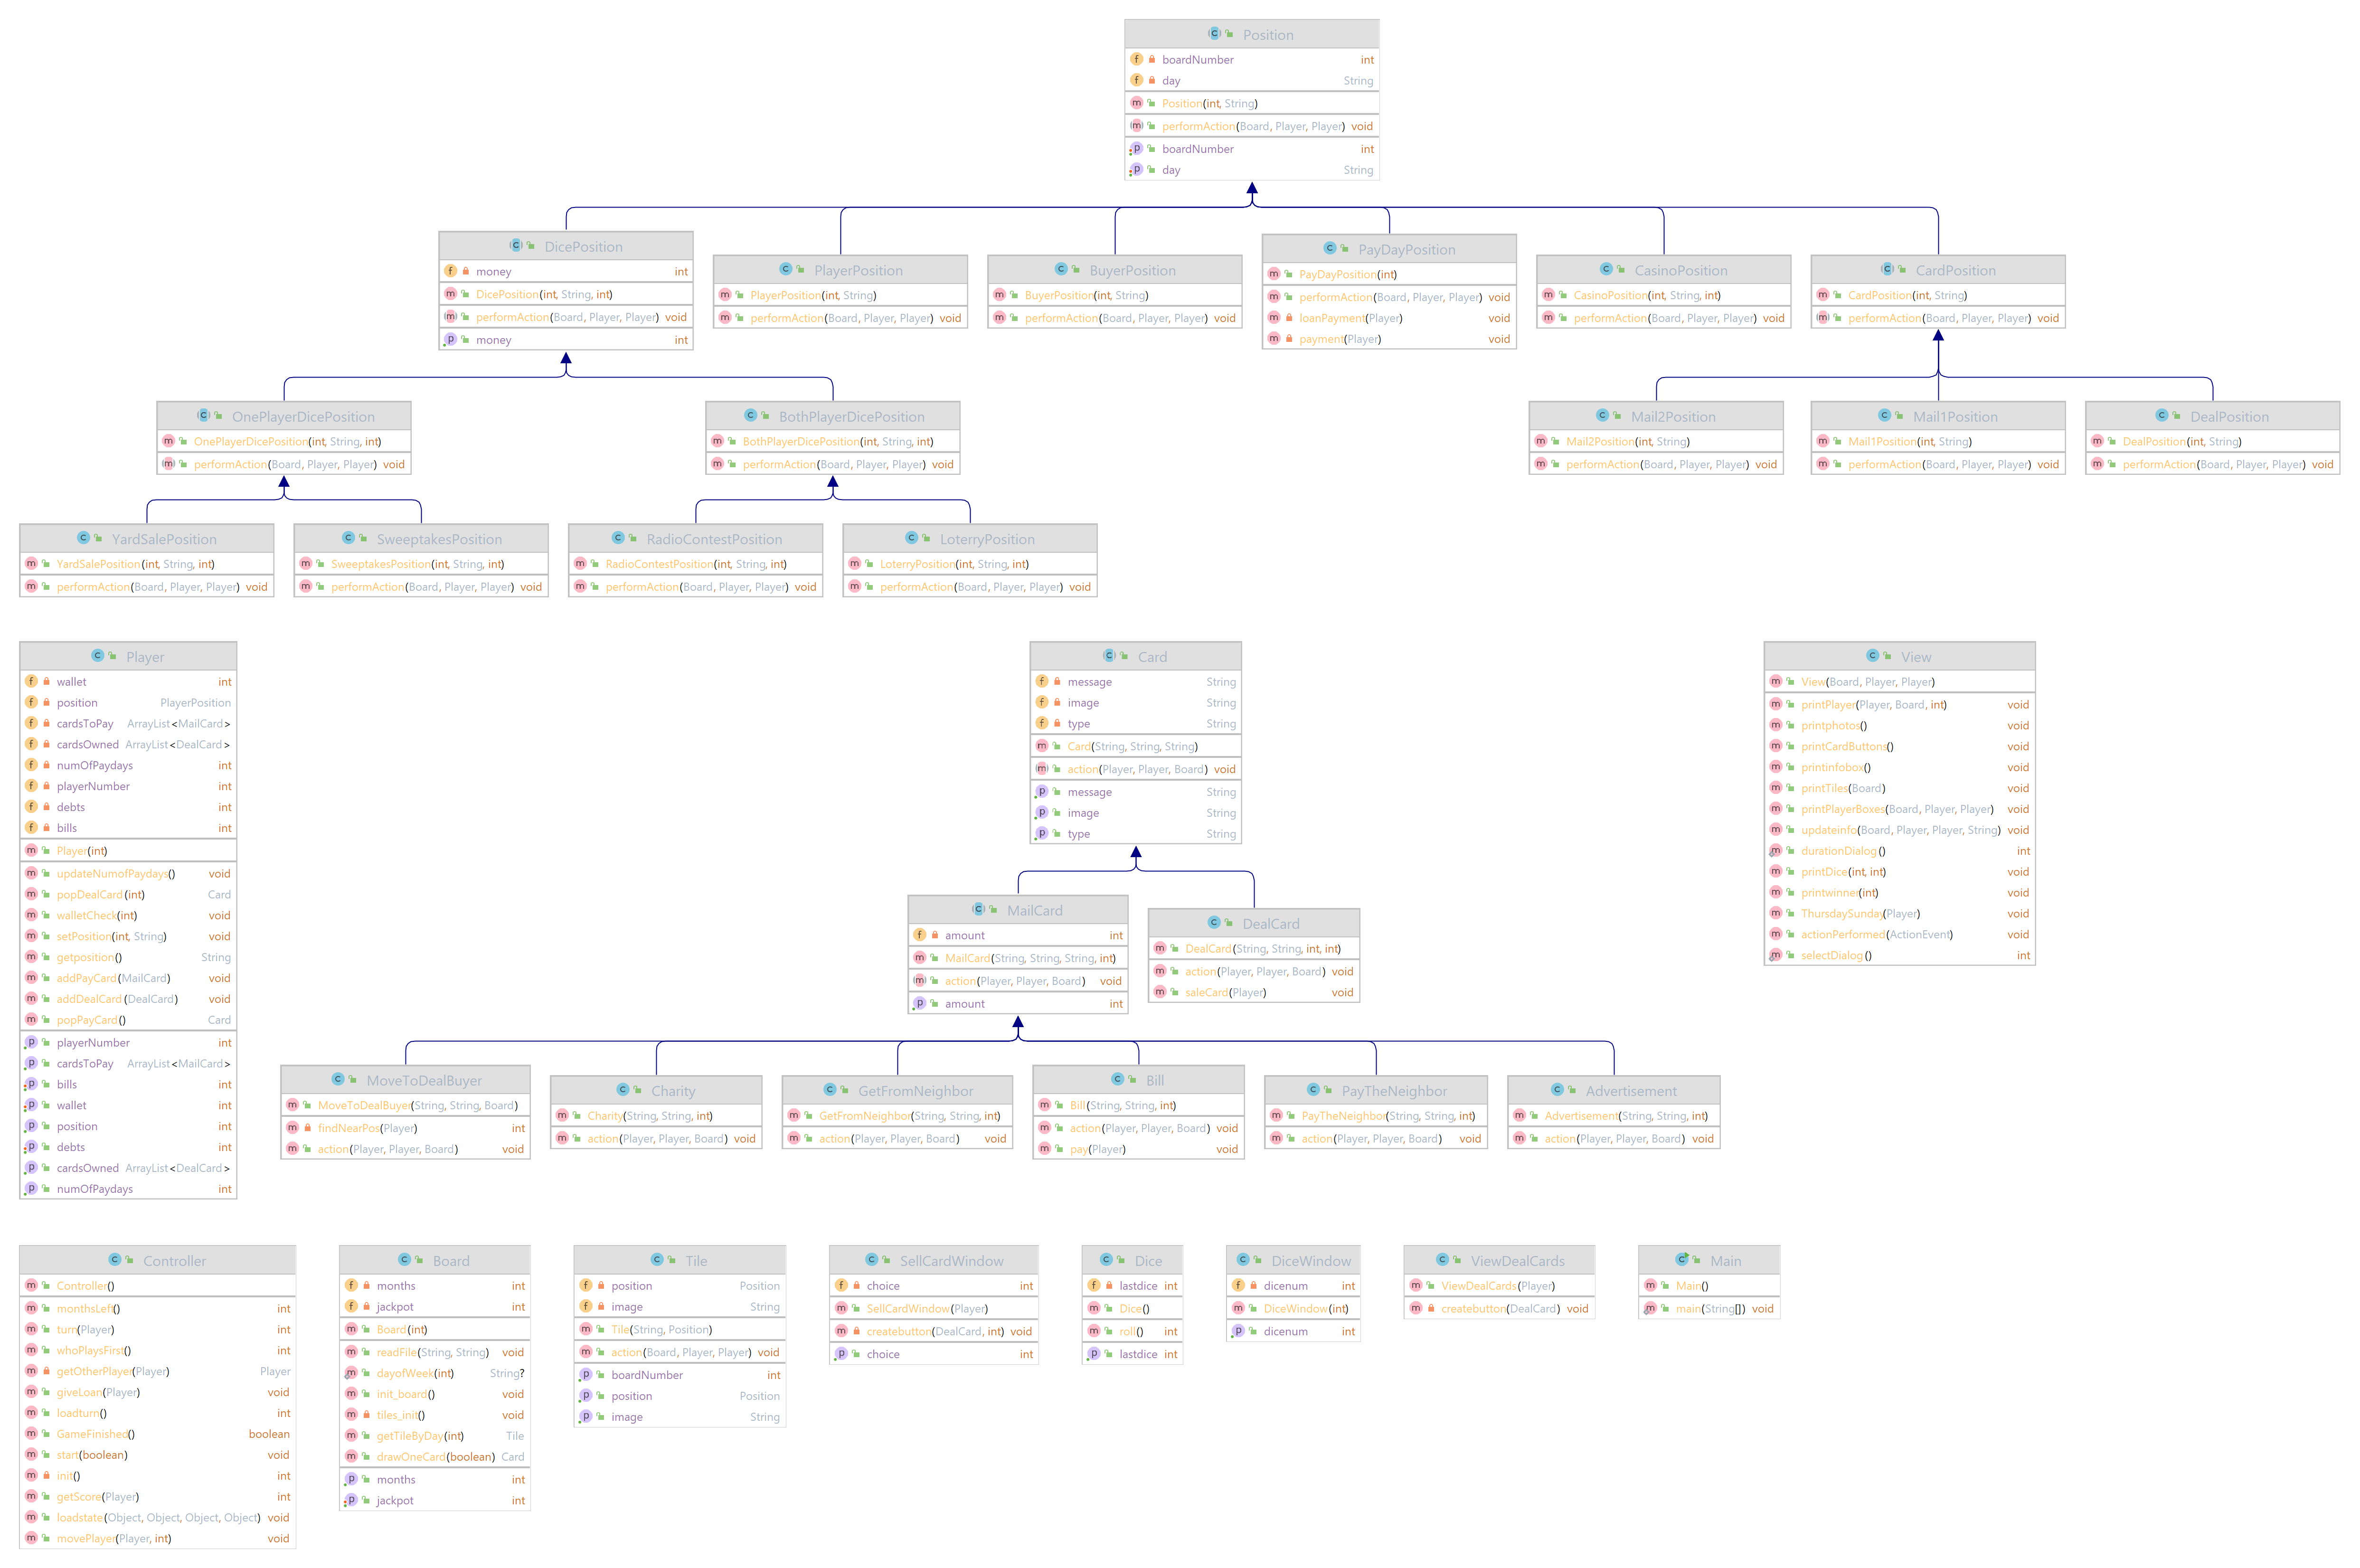 Position
boardNumber int
day String
Position(int, String)
performAction(Board, Player, Player) void
boardNumber int
day String
DicePosition
money int
DicePosition(int, String, int)
performAction(Board, Player, Player) void
money int
PlayerPosition
PlayerPosition(int, String)
performAction(Board, Player, Player) void
BuyerPosition
BuyerPosition(int, String)
performAction(Board, Player, Player) void
PayDayPosition
PayDayPosition(int)
performAction(Board, Player, Player) void
loanPayment(Player) void
payment(Player) void
CasinoPosition
CasinoPosition(int, String, int)
performAction(Board, Player, Player) void
CardPosition
CardPosition(int, String)
performAction(Board, Player, Player) void
OnePlayerDicePosition
OnePlayerDicePosition(int, String, int)
performAction(Board, Player, Player) void
BothPlayerDicePosition
BothPlayerDicePosition(int, String, int)
performAction(Board, Player, Player) void
Mail2Position
Mail2Position(int, String)
performAction(Board, Player, Player) void
Mail1Position
Mail1Position(int, String)
performAction(Board, Player, Player) void
DealPosition
DealPosition(int, String)
performAction(Board, Player, Player) void
YardSalePosition
YardSalePosition(int, String, int)
performAction(Board, Player, Player) void
SweeptakesPosition
SweeptakesPosition(int, String, int)
performAction(Board, Player, Player) void
RadioContestPosition
RadioContestPosition(int, String, int)
performAction(Board, Player, Player) void
LoterryPosition
LoterryPosition(int, String, int)
performAction(Board, Player, Player) void
Player
wallet int
position PlayerPosition
cardsToPay ArrayList<MailCard>
cardsOwned ArrayList<DealCard>
numOfPaydays int
playerNumber int
debts int
bills int
Player(int)
updateNumofPaydays() void
popDealCard(int) Card
walletCheck(int) void
setPosition(int, String) void
getposition() String
addPayCard(MailCard) void
addDealCard(DealCard) void
popPayCard() Card
playerNumber int
cardsToPay ArrayList<MailCard>
bills int
wallet int
position int
debts int
cardsOwned ArrayList<DealCard>
numOfPaydays int
Card
message String
image String
type String
Card(String, String, String)
action(Player, Player, Board) void
message String
image String
type String
View
View(Board, Player, Player)
printPlayer(Player, Board, int) void
printphotos() void
printCardButtons() void
printinfobox() void
printTiles(Board) void
printPlayerBoxes(Board, Player, Player) void
updateinfo(Board, Player, Player, String) void
durationDialog() int
printDice(int, int) void
printwinner(int) void
ThursdaySunday(Player) void
actionPerformed(ActionEvent) void
selectDialog() int
MailCard
amount int
MailCard(String, String, String, int)
action(Player, Player, Board) void
amount int
DealCard
DealCard(String, String, int, int)
action(Player, Player, Board) void
saleCard(Player) void
MoveToDealBuyer
MoveToDealBuyer(String, String, Board)
findNearPos(Player) int
action(Player, Player, Board) void
Charity
Charity(String, String, int)
action(Player, Player, Board) void
GetFromNeighbor
GetFromNeighbor(String, String, int)
action(Player, Player, Board) void
Bill
Bill(String, String, int)
action(Player, Player, Board) void
pay(Player) void
PayTheNeighbor
PayTheNeighbor(String, String, int)
action(Player, Player, Board) void
Advertisement
Advertisement(String, String, int)
action(Player, Player, Board) void
Controller
Controller()
monthsLeft() int
turn(Player) int
whoPlaysFirst() int
getOtherPlayer(Player) Player
giveLoan(Player) void
loadturn() int
GameFinished() boolean
start(boolean) void
init() int
getScore(Player) int
loadstate(Object, Object, Object, Object) void
movePlayer(Player, int) void
Board
months int
jackpot int
Board(int)
readFile(String, String) void
dayofWeek(int) String?
init_board() void
tiles_init() void
getTileByDay(int) Tile
drawOneCard(boolean) Card
months int
jackpot int
Tile
position Position
image String
Tile(String, Position)
action(Board, Player, Player) void
boardNumber int
position Position
image String
SellCardWindow
choice int
SellCardWindow(Player)
createbutton(DealCard, int) void
choice int
Dice
lastdice int
Dice()
roll() int
lastdice int
DiceWindow
dicenum int
DiceWindow(int)
dicenum int
ViewDealCards
ViewDealCards(Player)
createbutton(DealCard) void
Main
Main()
main(String[]) void